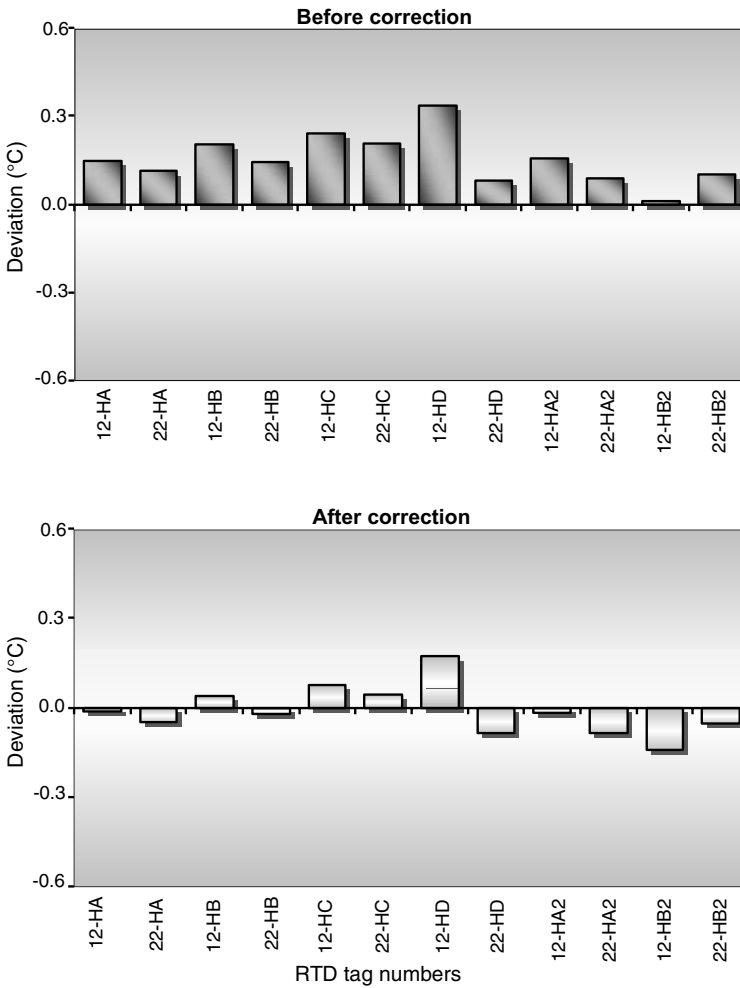 Before correction
Deviation (°C)
0.6
0.3
0.0
-0.3
-0.6
12-HA
22-HA
12-HB
22-HB
12-HC
22-HC
12-HD
22-HD
12-HA2
22-HA2
12-HB2
22-HB2
After correction
Deviation (°C)
0.6
0.3
0.0
-0.3
-0.6
12-HA
22-HA
12-HB
22-HB
12-HC
22-HC
12-HD
22-HD
12-HA2
22-HA2
12-HB2
22-HB2
RTD tag numbers